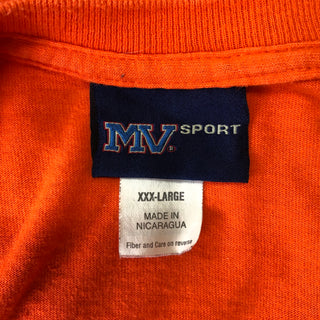 MV® SPORT
XXX-LARGE
MADE IN
NICARAGUA
Fiber and Care on reverse